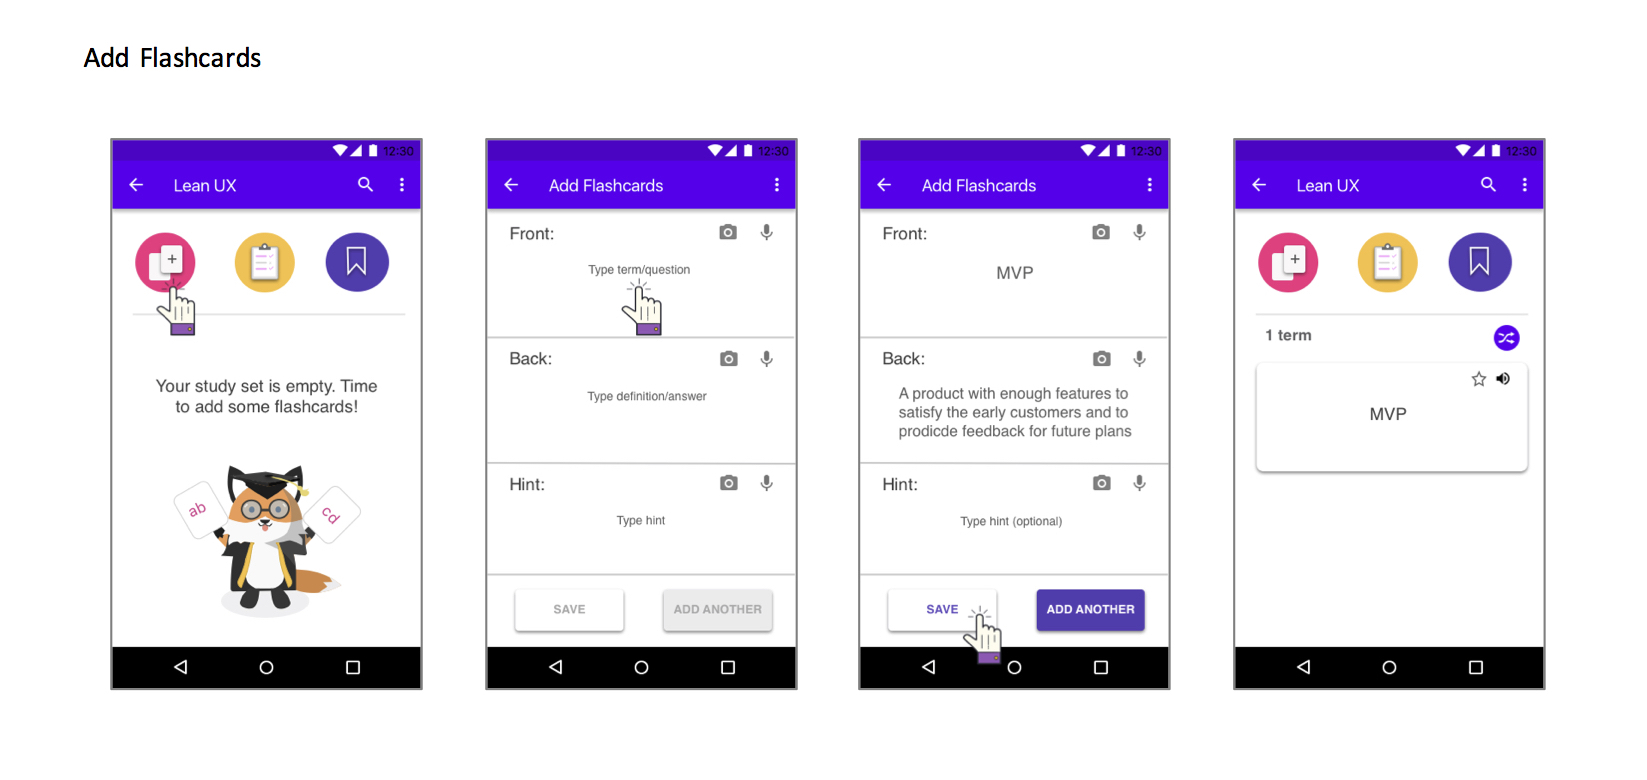 Add Flashcards
12:30
Lean UX
Your study set is empty. Time
to add some flashcards!
ab
cd
12:30
Add Flashcards
Front:
Type term/question
Back:
Type definition/answer
Hint:
Type hint
SAVE
ADD ANOTHER
12:30
Add Flashcards
Front:
MVP
Back:
A product with enough features to
satisfy the early customers and to
prodicde feedback for future plans
Hint:
Type hint (optional)
SAVE
ADD ANOTHER
12:30
Lean UX
1 term
MVP